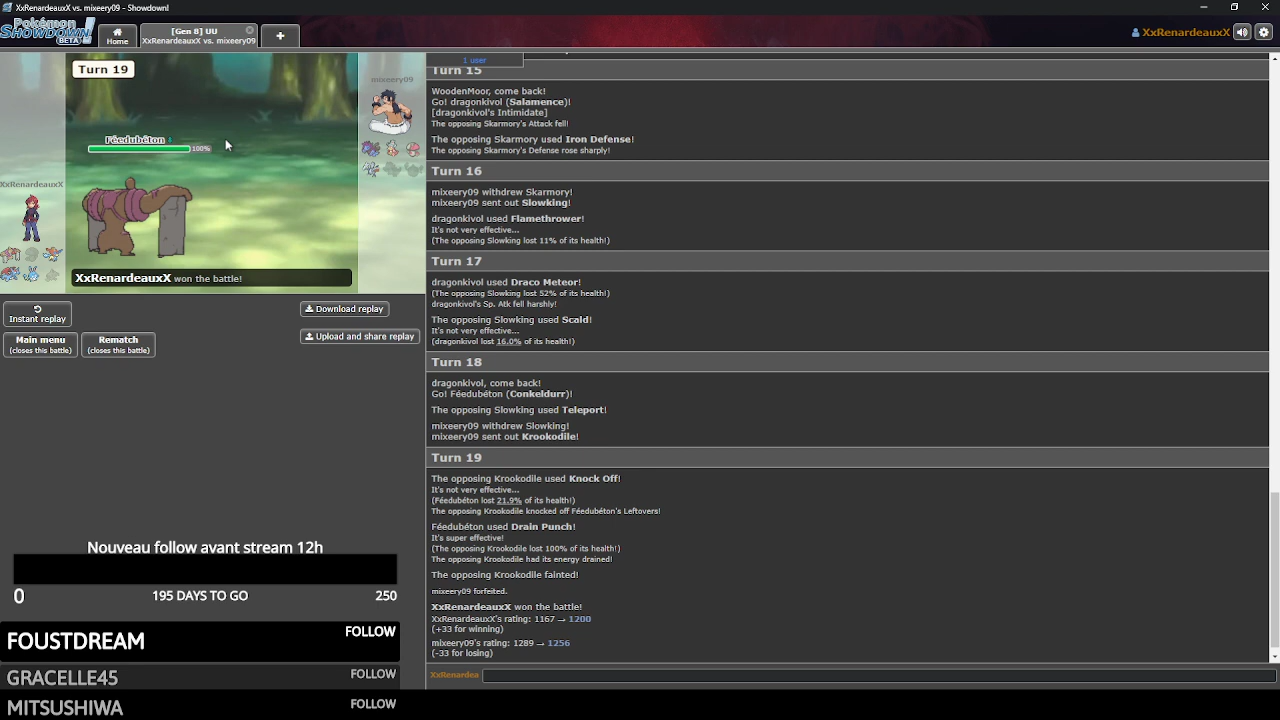 XxRenardeauxX vs. mixeery09 - Showdown!
Pokémon
SHOWDOWN!
BETA
Home
[Gen 8] UU
XxRenardeauxX vs. mixeery09
XxRenardeauxX
Turn 19
mixeery09
Féedubéton
100%
XxRenardeauxX
XxRenardeauxX won the battle!
Instant replay
Download replay
Upload and share replay
Main menu
(closes this battle)
Rematch
(closes this battle)
Nouveau follow avant stream 12h
0
195 DAYS TO GO
250
FOUSTDREAM
FOLLOW
GRACELLE45
FOLLOW
MITSUSHIWA
FOLLOW
1 user
Turn 15
WoodenMoor, come back!
Go! dragonkivol (Salamence)!
[dragonkivol's Intimidate]
The opposing Skarmory's Attack fell!
The opposing Skarmory used Iron Defense!
The opposing Skarmory's Defense rose sharply!
Turn 16
mixeery09 withdrew Skarmory!
mixeery09 sent out Slowking!
dragonkivol used Flamethrower!
It's not very effective...
(The opposing Slowking lost 11% of its health!)
Turn 17
dragonkivol used Draco Meteor!
(The opposing Slowking lost 52% of its health!)
dragonkivol's Sp. Atk fell harshly!
The opposing Slowking used Scald!
It's not very effective...
(dragonkivol lost 16.0% of its health!)
Turn 18
dragonkivol, come back!
Go! Féedubéton (Conkeldurr)!
The opposing Slowking used Teleport!
mixeery09 withdrew Slowking!
mixeery09 sent out Krookodile!
Turn 19
The opposing Krookodile used Knock Off!
It's not very effective...
(Féedubéton lost 21.9% of its health!)
The opposing Krookodile knocked off Féedubéton's Leftovers!
Féedubéton used Drain Punch!
It's super effective!
(The opposing Krookodile lost 100% of its health!)
The opposing Krookodile had its energy drained!
The opposing Krookodile fainted!
mixeery09 forfeited.
XxRenardeauxX won the battle!
XxRenardeauxX's rating: 1167 → 1200
(+33 for winning)
mixeery09's rating: 1289 → 1256
(-33 for losing)
XxRenardea